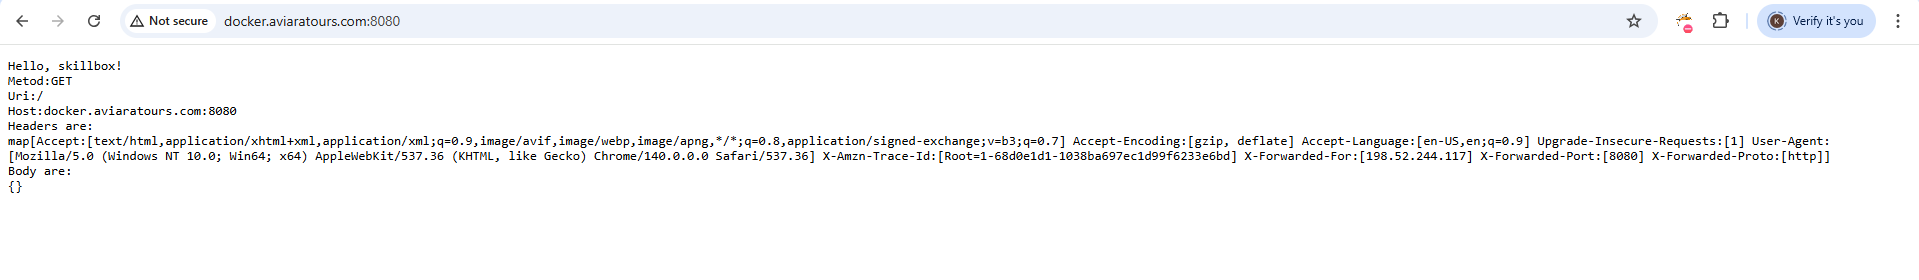 Not secure
docker.aviaratours.com:8080
K
Verify it's you
Hello, skillbox!
Metod:GET
Uri:/
Host:docker.aviaratours.com:8080
Headers are:
map[Accept:[text/html,application/xhtml+xml,application/xml;q=0.9,image/avif,image/webp,image/apng,*/*;q=0.8,application/signed-exchange;v=b3;q=0.7] Accept-Encoding:[gzip, deflate] Accept-Language:[en-US,en;q=0.9] Upgrade-Insecure-Requests:[1] User-Agent:
[Mozilla/5.0 (Windows NT 10.0; Win64; x64) AppleWebKit/537.36 (KHTML, like Gecko) Chrome/140.0.0.0 Safari/537.36] X-Amzn-Trace-Id:[Root=1-68d0e1d1-1038ba697ec1d99f6233e6bd] X-Forwarded-For:[198.52.244.117] X-Forwarded-Port:[8080] X-Forwarded-Proto:[http]]
Body are:
{}